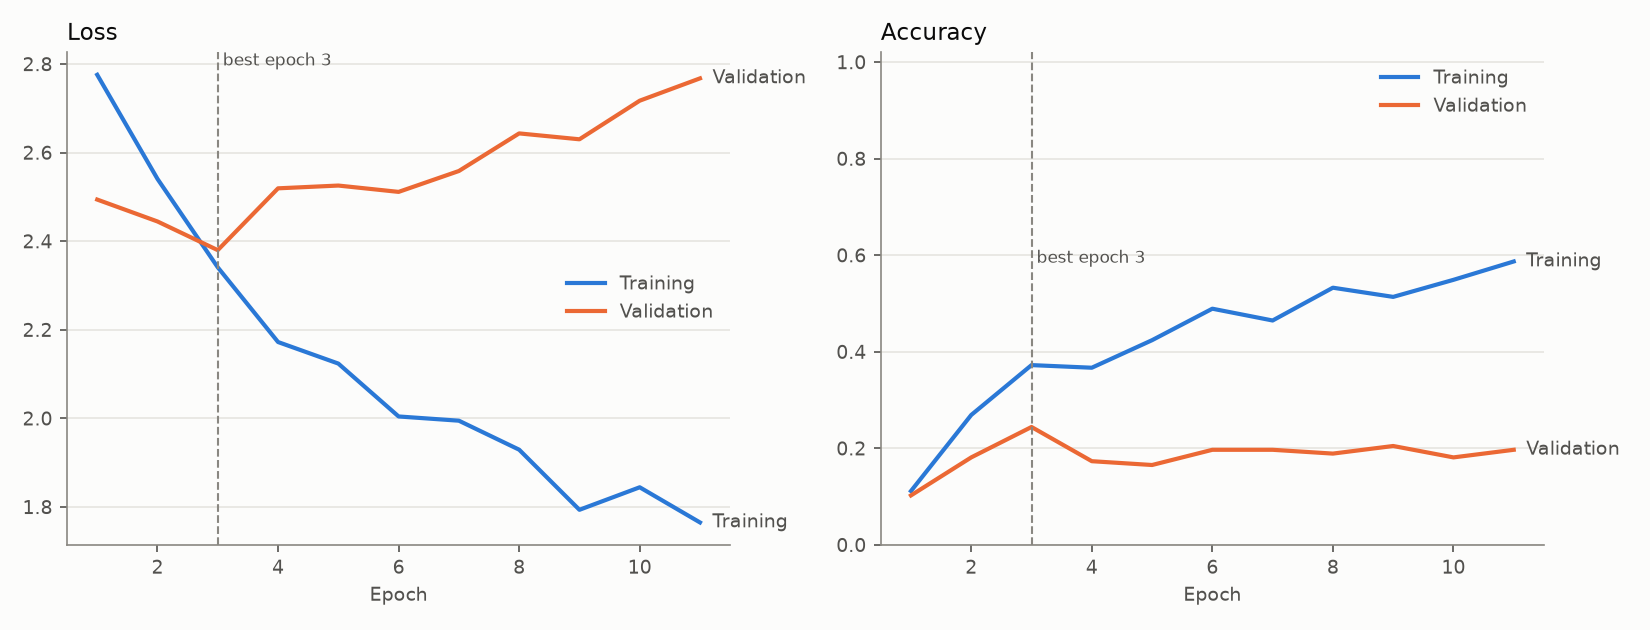 Loss
best epoch 3
2.8
2.6
2.4
2.2
2.0
1.8
Validation
Training
Validation
Training
2 4 6 8 10
Epoch
Accuracy
1.0
0.8
0.6
0.4
0.2
0.0
Training
Validation
best epoch 3
Training
Validation
2 4 6 8 10
Epoch